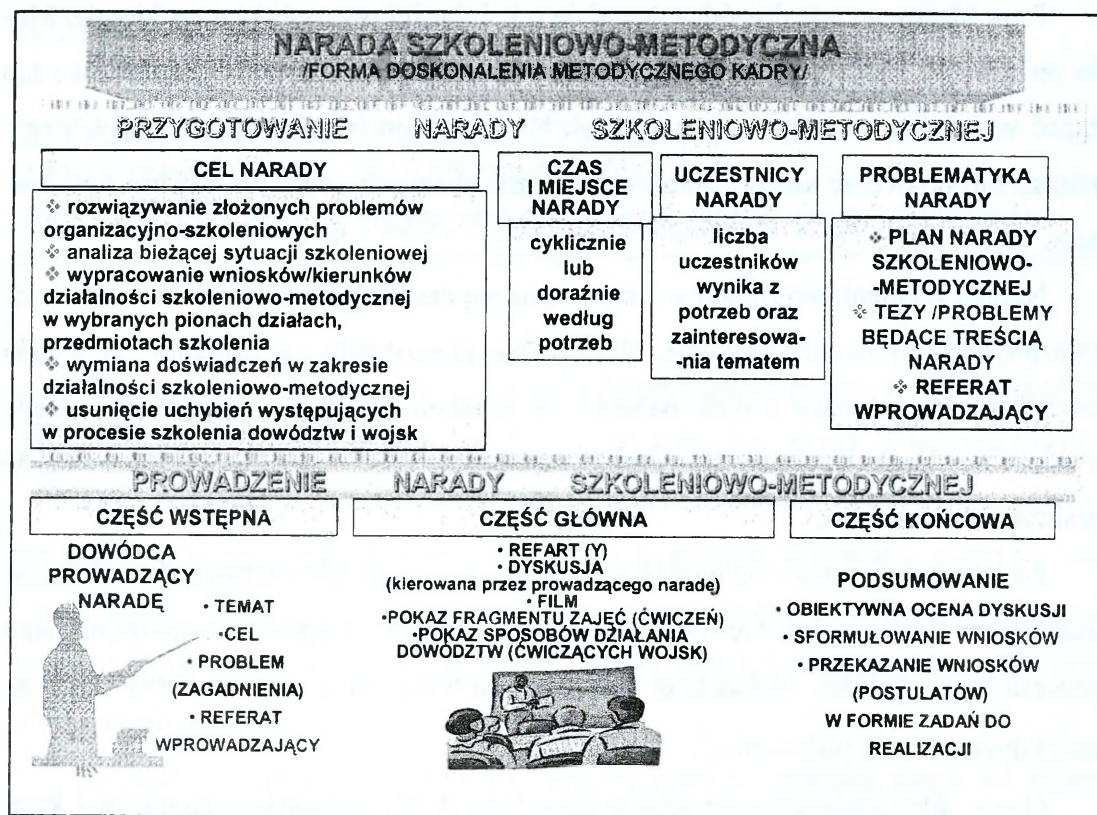 NARADA SZKOLENIOWO-METODYCZNA
/FORMA DOSKONALENIA METODYCZNEGO KADRY/
PRZYGOTOWANIE NARADY SZKOLENIOWO-METODYCZNEJ
CEL NARADY
❖ rozwiązywanie złożonych problemów
organizacyjno-szkoleniowych
❖ analiza bieżącej sytuacji szkoleniowej
❖ wypracowanie wniosków/kierunków
działalności szkoleniowo-metodycznej
w wybranych pionach działach,
przedmiotach szkolenia
❖ wymiana doświadczeń w zakresie
działalności szkoleniowo-metodycznej
❖ usunięcie uchybień występujących
w procesie szkolenia dowództw i wojsk
CZAS
I MIEJSCE
NARADY
cyklicznie
lub
doraźnie
według
potrzeb
UCZESTNICY
NARADY
liczba
uczestników
wynika z
potrzeb oraz
zainteresowa-
-nia tematem
PROBLEMATYKA
NARADY
❖ PLAN NARADY
SZKOLENIOWO-
-METODYCZNEJ
❖ TEZY /PROBLEMY
BĘDĄCE TREŚCIĄ
NARADY
❖ REFERAT
WPROWADZAJĄCY
PROWADZENIE NARADY SZKOLENIOWO-METODYCZNEJ
CZĘŚĆ WSTĘPNA
DOWÓDCA
PROWADZĄCY
NARADĘ
• TEMAT
•CEL
• PROBLEM
(ZAGADNIENIA)
• REFERAT
WPROWADZAJĄCY
CZĘŚĆ GŁÓWNA
• REFART (Y)
• DYSKUSJA
(kierowana przez prowadzącego naradę)
• FILM
•POKAZ FRAGMENTU ZAJĘĆ (ĆWICZEŃ)
•POKAZ SPOSOBÓW DZIAŁANIA
DOWÓDZTW (ĆWICZĄCYCH WOJSK)
CZĘŚĆ KOŃCOWA
PODSUMOWANIE
• OBIEKTYWNA OCENA DYSKUSJI
• SFORMUŁOWANIE WNIOSKÓW
• PRZEKAZANIE WNIOSKÓW
(POSTULATÓW)
W FORMIE ZADAŃ DO
REALIZACJI